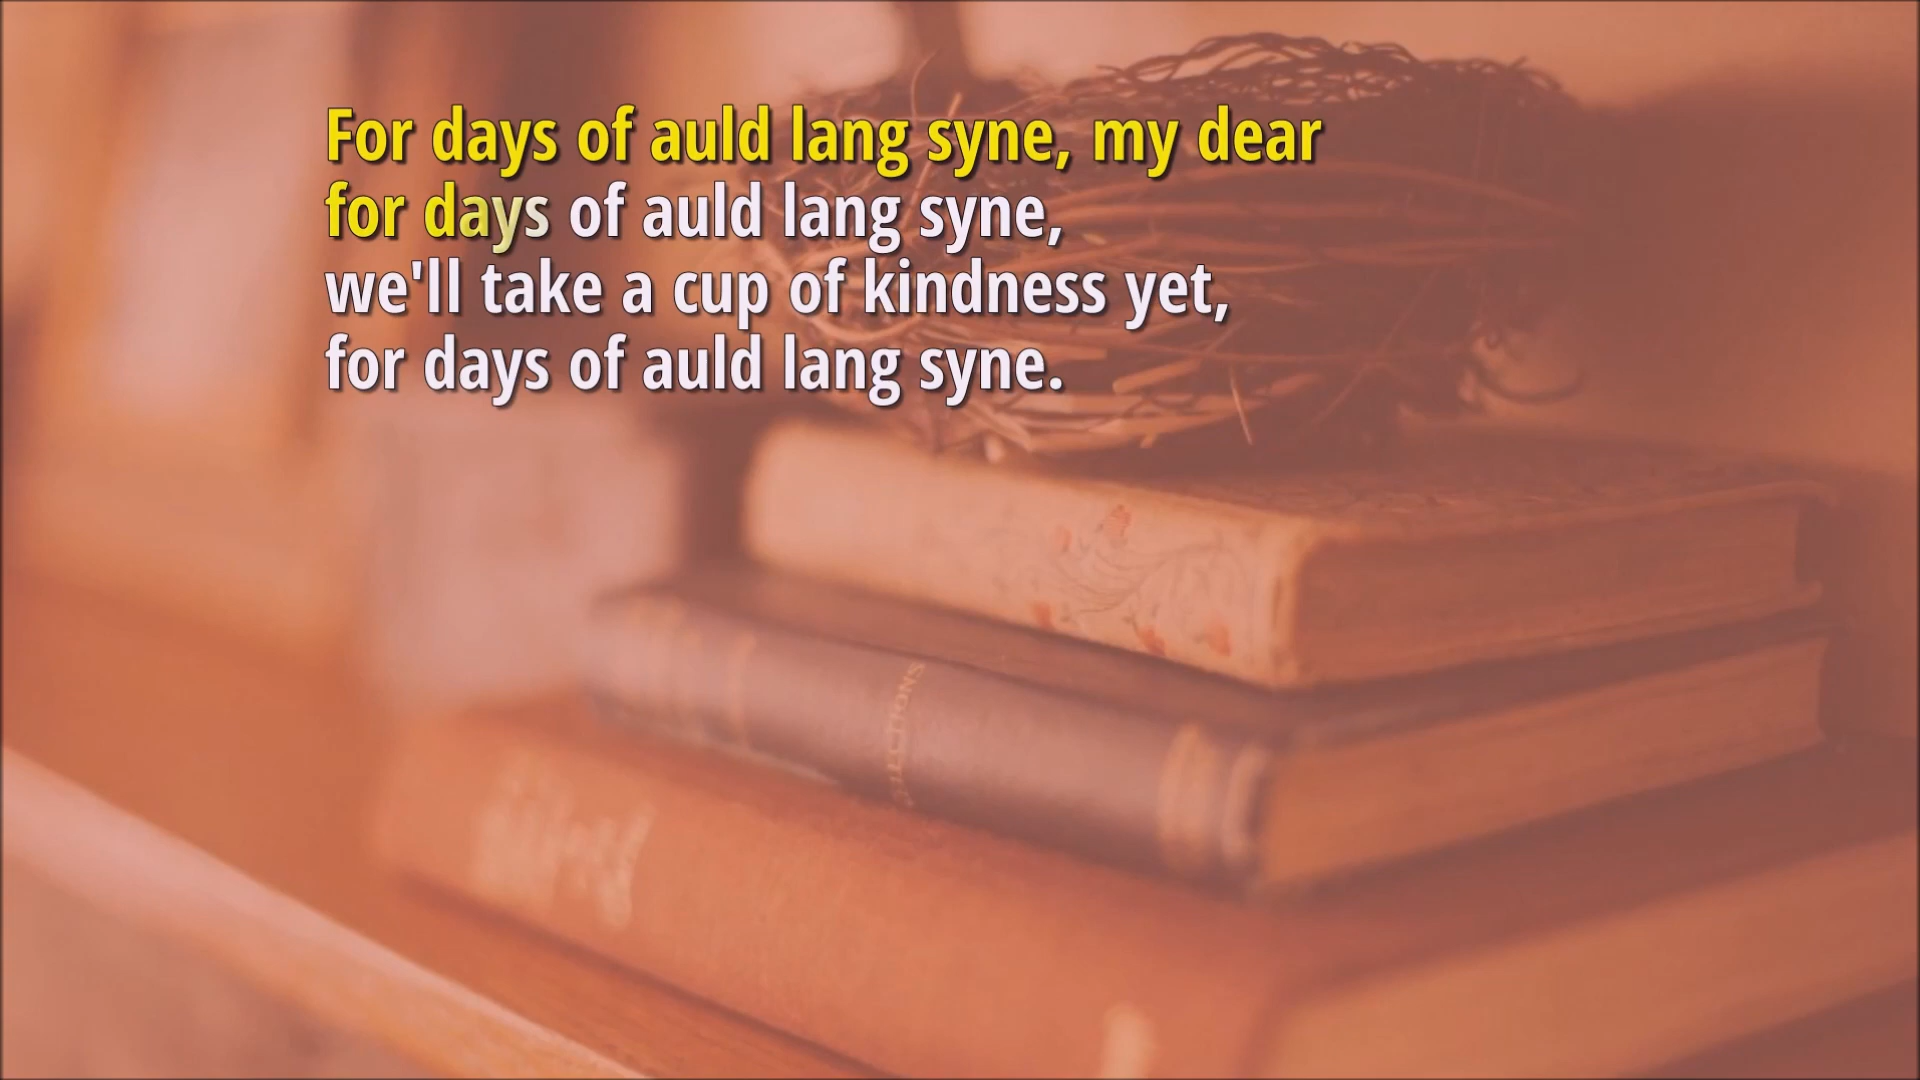 For days of auld lang syne, my dear
for days of auld lang syne,
we'll take a cup of kindness yet,
for days of auld lang syne.